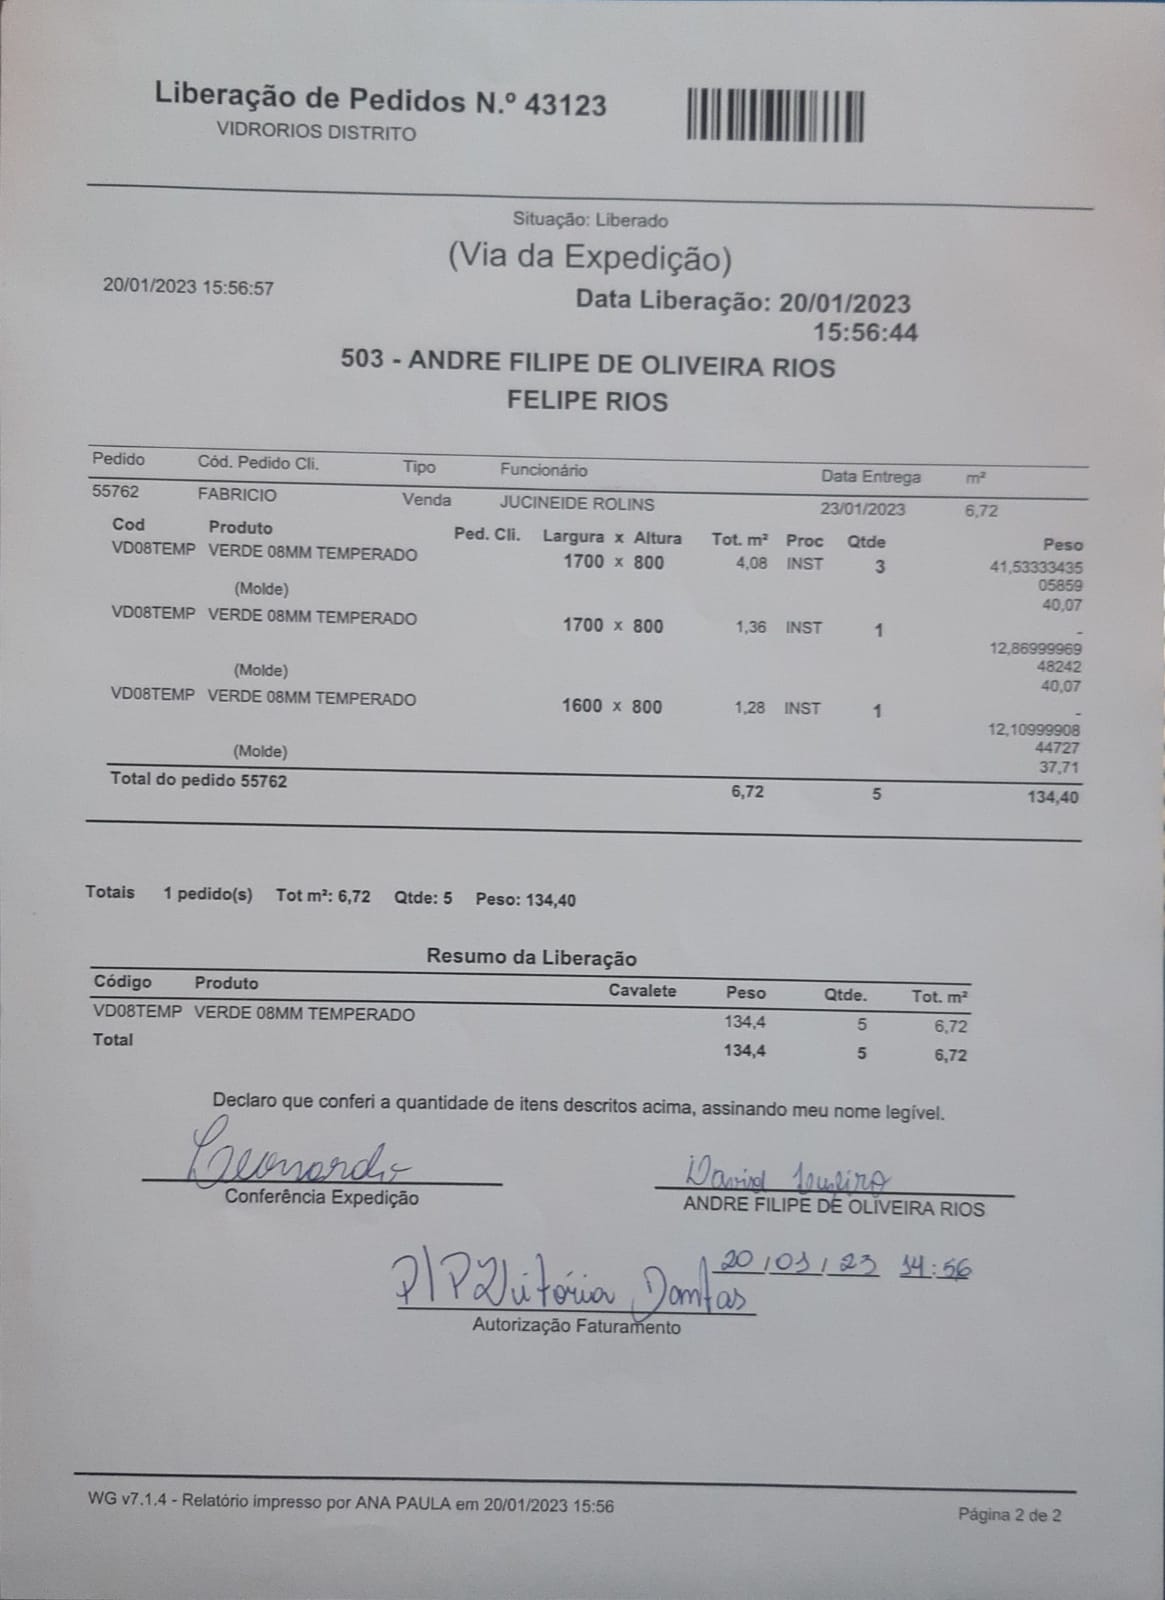 Liberação de Pedidos N.º 43123
VIDRORIOS DISTRITO
Situação: Liberado
(Via da Expedição)
20/01/2023 15:56:57
Data Liberação: 20/01/2023
15:56:44
503 - ANDRE FILIPE DE OLIVEIRA RIOS
FELIPE RIOS
Pedido Cód. Pedido Cli. Tipo Funcionário Data Entrega m²
55762 FABRICIO Venda JUCINEIDE ROLINS 23/01/2023 6,72
Cod Produto Ped. Cli. Largura x Altura Tot. m² Proc Qtde Peso
VD08TEMP VERDE 08MM TEMPERADO 1700 x 800 4,08 INST 3 41,53333435
05859
(Molde) 40,07
VD08TEMP VERDE 08MM TEMPERADO 1700 x 800 1,36 INST 1 -
12,86999969
48242
(Molde) 40,07
VD08TEMP VERDE 08MM TEMPERADO 1600 x 800 1,28 INST 1 -
12,10999908
44727
(Molde) 37,71
Total do pedido 55762 6,72 5 134,40
Totais 1 pedido(s) Tot m²: 6,72 Qtde: 5 Peso: 134,40
Resumo da Liberação
Código Produto Cavalete Peso Qtde. Tot. m²
VD08TEMP VERDE 08MM TEMPERADO 134,4 5 6,72
Total 134,4 5 6,72
Declaro que conferi a quantidade de itens descritos acima, assinando meu nome legível.
Leonardo David
Conferência Expedição ANDRE FILIPE DE OLIVEIRA RIOS
20/01/23 14:56
P/P Vitória Dantas
Autorização Faturamento
WG v7.1.4 - Relatório impresso por ANA PAULA em 20/01/2023 15:56
Página 2 de 2